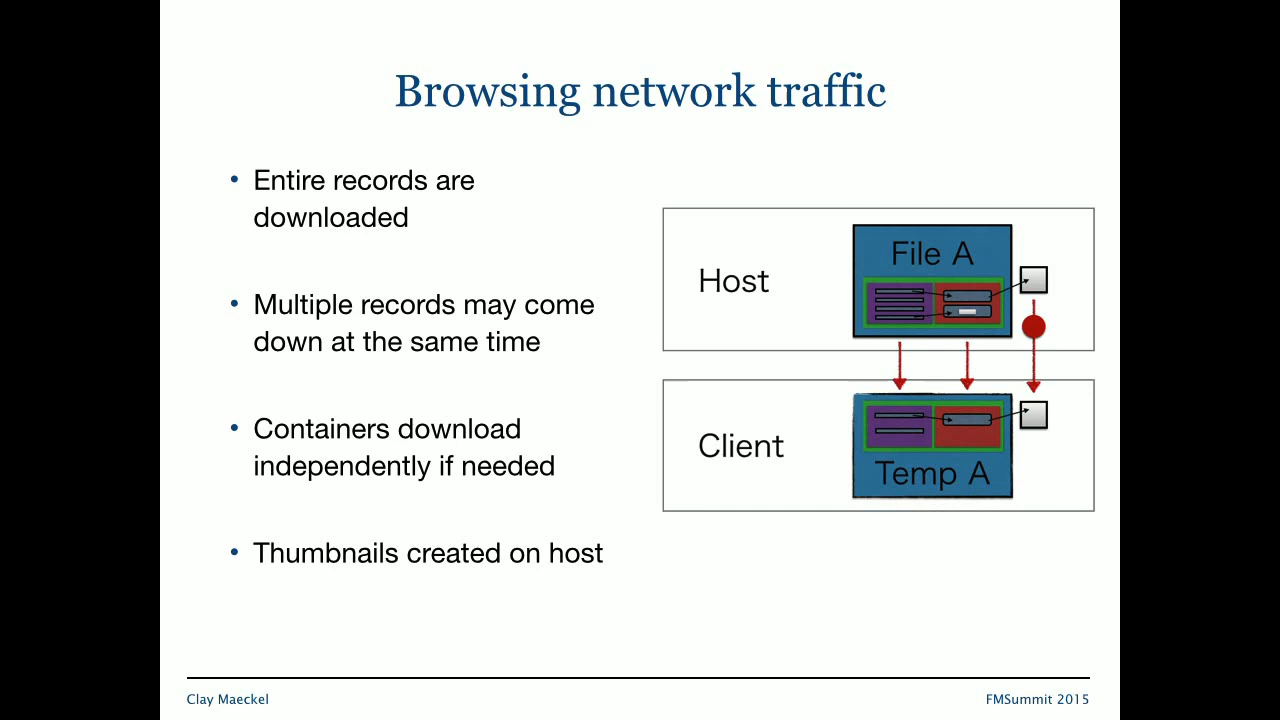 Browsing network traffic
• Entire records are
downloaded
• Multiple records may come
down at the same time
• Containers download
independently if needed
• Thumbnails created on host
Host
File A
Client
Temp A
Clay Maeckel
FMSummit 2015